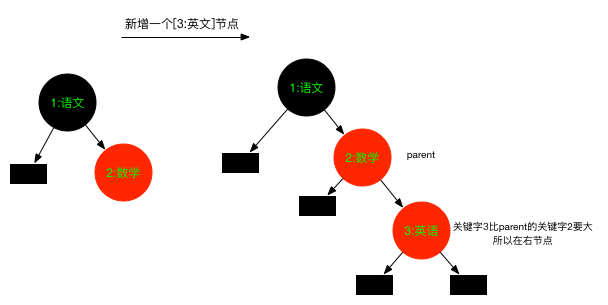 新增一个[3:英文]节点
1:语文
2:数学
1:语文
2:数学
parent
3:英语
关键字3比parent的关键字2要大
所以在右节点